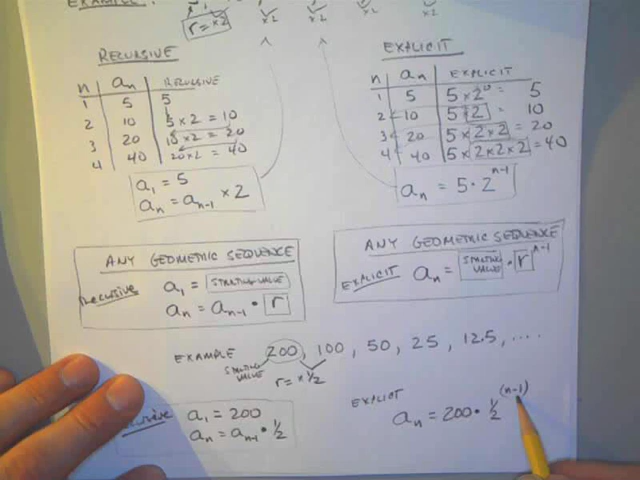 EXAMPLE:
r = ×2
×2 ×2 ×2 ×2
RECURSIVE
n aₙ RECURSIVE
1 5 5
2 10 5×2 = 10
3 20 10×2 = 20
4 40 20×2 = 40
a₁ = 5
aₙ = aₙ₋₁ × 2
EXPLICIT
n aₙ EXPLICIT
1 5 5×2⁰ = 5
2 10 5×2 = 10
3 20 5×2×2 = 20
4 40 5×2×2×2 = 40
aₙ = 5·2ⁿ⁻¹
ANY GEOMETRIC SEQUENCE
RECURSIVE a₁ = STARTING VALUE
aₙ = aₙ₋₁ · r
ANY GEOMETRIC SEQUENCE
EXPLICIT aₙ = STARTING VALUE · rⁿ⁻¹
EXAMPLE 200, 100, 50, 25, 12.5, ....
STARTING VALUE r = × ½
a₁ = 200
aₙ = aₙ₋₁ · ½
EXPLICIT
aₙ = 200 · ½⁽ⁿ⁻¹⁾